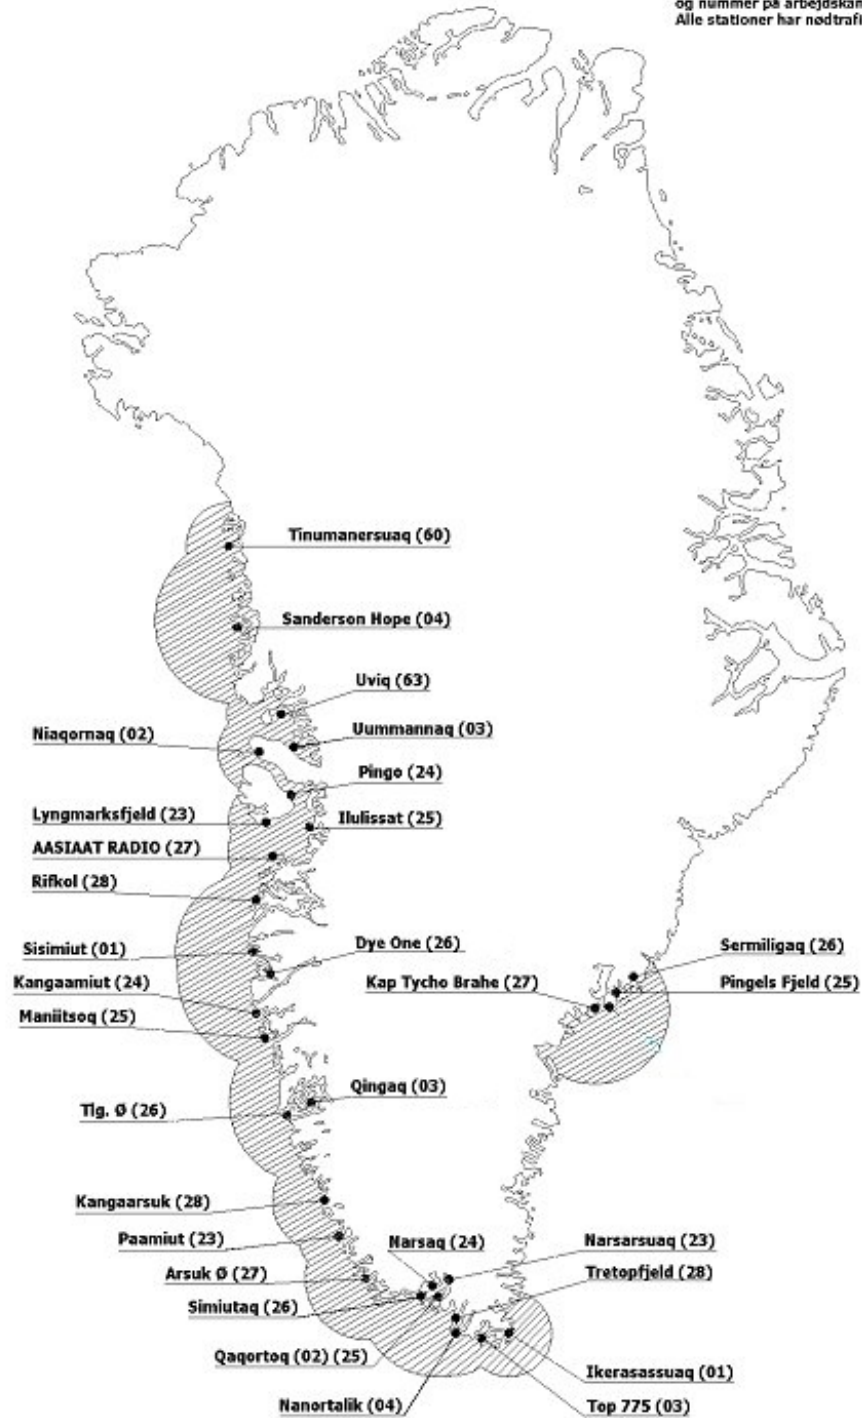 og nummer på
Alle stationer har
Tinumanersuaq (60)
Sanderson Hope (04)
Uviq (63)
Niaqornaq (02)
Uummannaq (03)
Pingo (24)
Lyngmarksfjeld (23)
Ilulissat (25)
AASIAAT RADIO (27)
Rifkol (28)
Sisimiut (01)
Dye One (26)
Sermiligaq (26)
Kangaamiut (24)
Kap Tycho Brahe (27)
Pingels Fjeld (25)
Maniitsoq (25)
Qingaq (03)
Tlg. Ø (26)
Kangaarsuk (28)
Paamiut (23)
Narsaq (24)
Narsarsuaq (23)
Arsuk Ø (27)
Tretopfjeld (28)
Simiutaq (26)
Qaqortoq (02) (25)
Ikerasassuaq (01)
Nanortalik (04)
Top 775 (03)